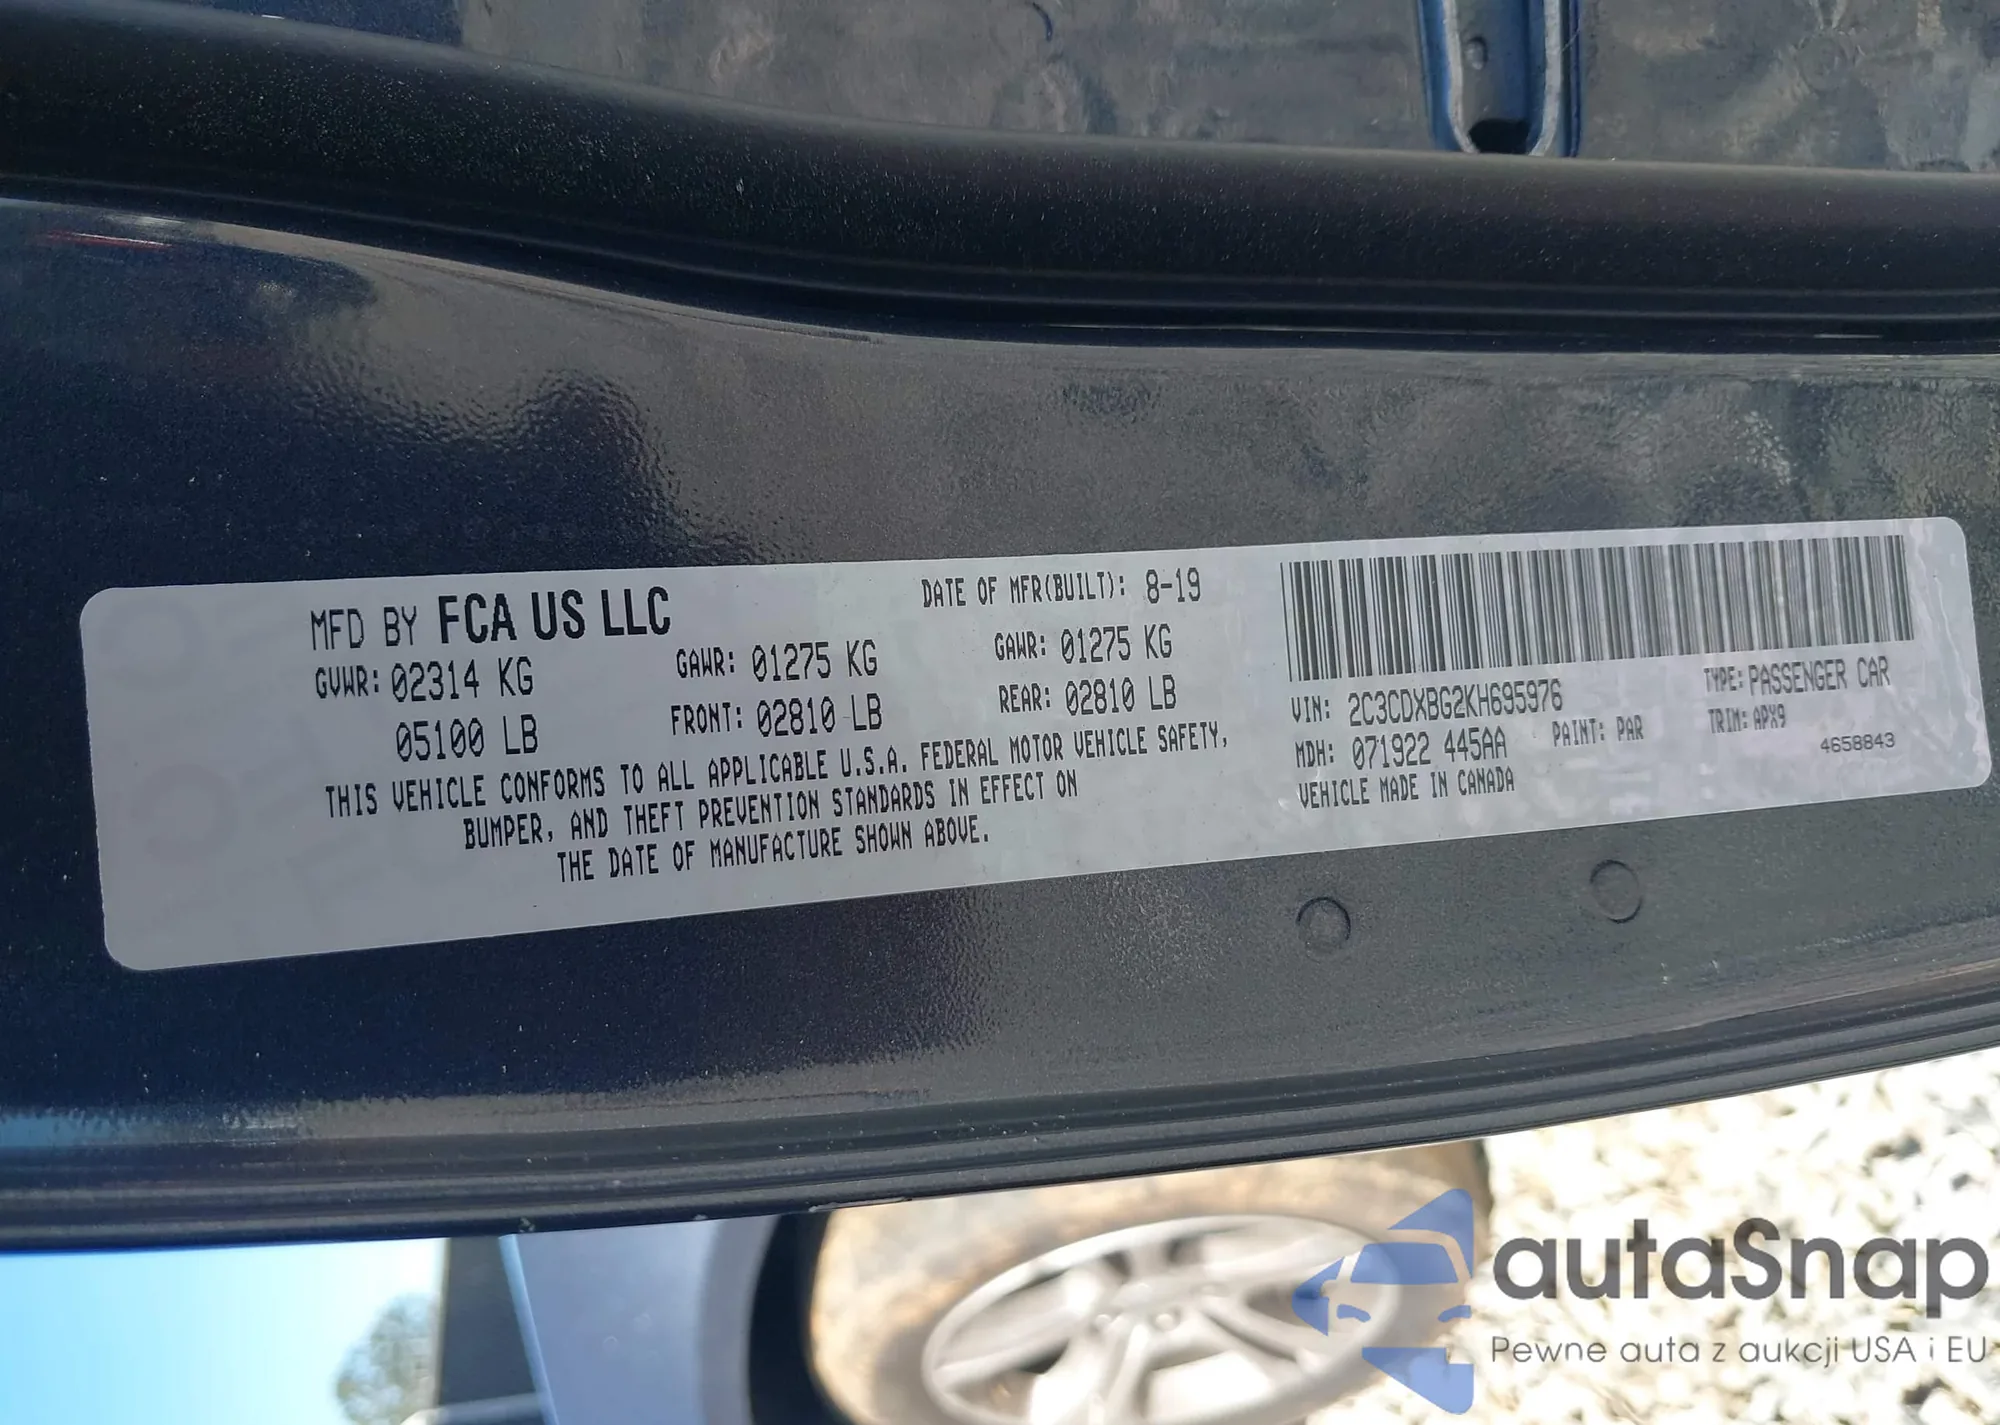 MFD BY FCA US LLC
DATE OF MFR(BUILT): 8-19
GVWR: 02314 KG
05100 LB
GAWR: 01275 KG
FRONT: 02810 LB
GAWR: 01275 KG
REAR: 02810 LB
THIS VEHICLE CONFORMS TO ALL APPLICABLE U.S.A. FEDERAL MOTOR VEHICLE SAFETY,
BUMPER, AND THEFT PREVENTION STANDARDS IN EFFECT ON
THE DATE OF MANUFACTURE SHOWN ABOVE.
VIN: 2C3CDXBG2KH695976
TYPE: PASSENGER CAR
MDH: 071922 445AA
PAINT: PAR
TRIM: APX9
VEHICLE MADE IN CANADA
4658843
autaSnap
Pewne auta z aukcji USA i EU